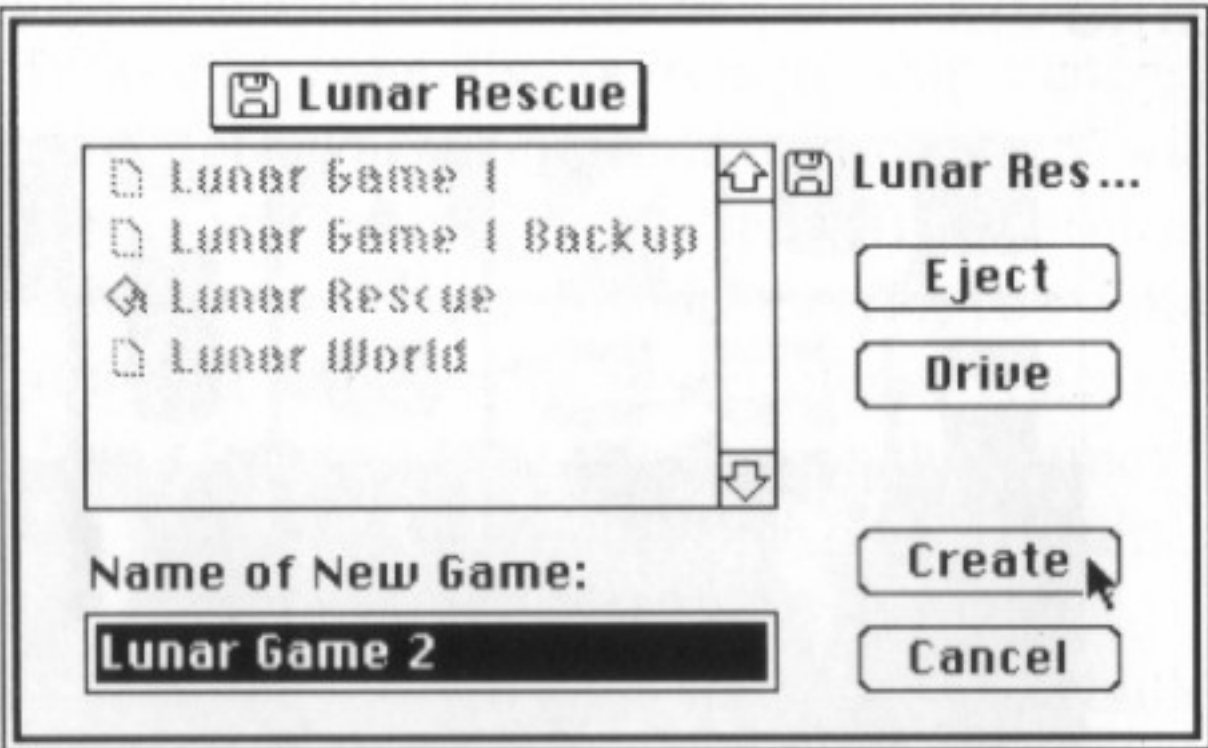 Lunar Rescue
Lunar Game 1
Lunar Game 1 Backup
Lunar Rescue
Lunar World
Lunar Res...
Eject
Drive
Name of New Game:
Lunar Game 2
Create
Cancel